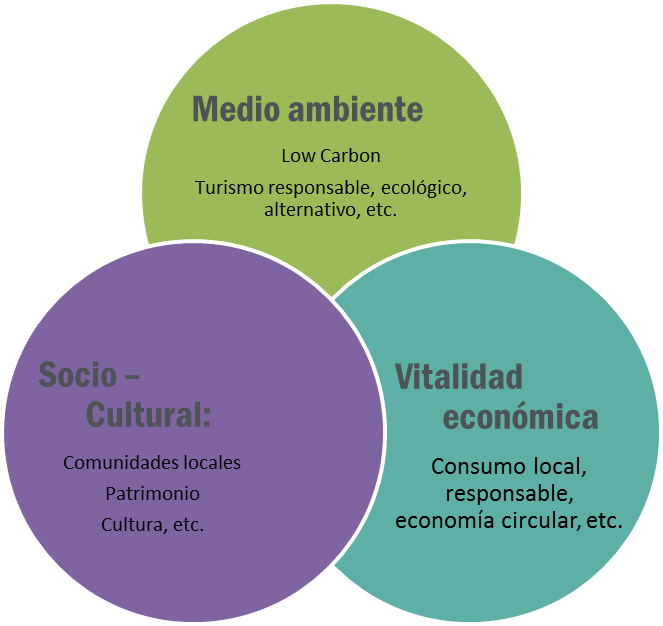 Medio ambiente
Low Carbon
Turismo responsable, ecológico,
alternativo, etc.
Socio –
Cultural:
Comunidades locales
Patrimonio
Cultura, etc.
Vitalidad
económica
Consumo local,
responsable,
economía circular, etc.